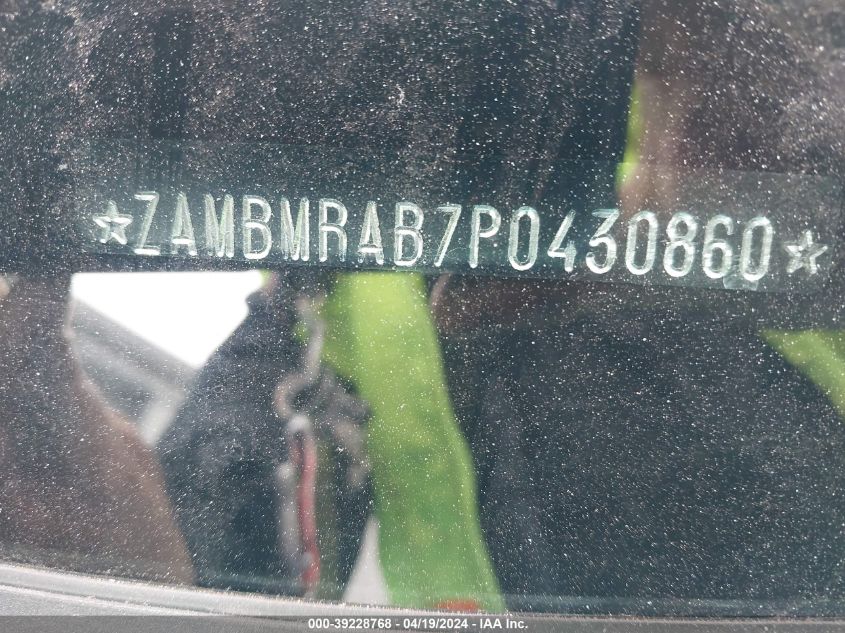 ☆ZAMBMRAB7P0430860☆
000-39228768 | 04/19/2024 - IAA Inc.